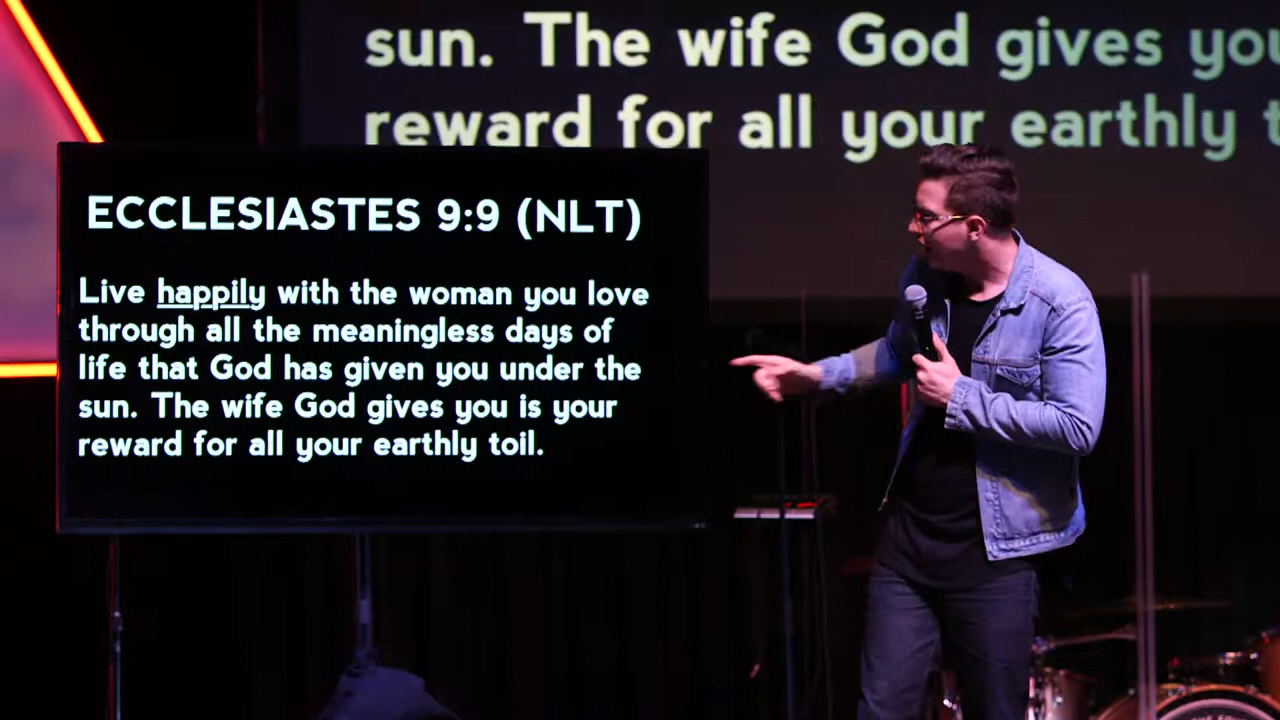 sun. The wife God gives you
reward for all your earthly
ECCLESIASTES 9:9 (NLT)
Live happily with the woman you love
through all the meaningless days of
life that God has given you under the
sun. The wife God gives you is your
reward for all your earthly toil.